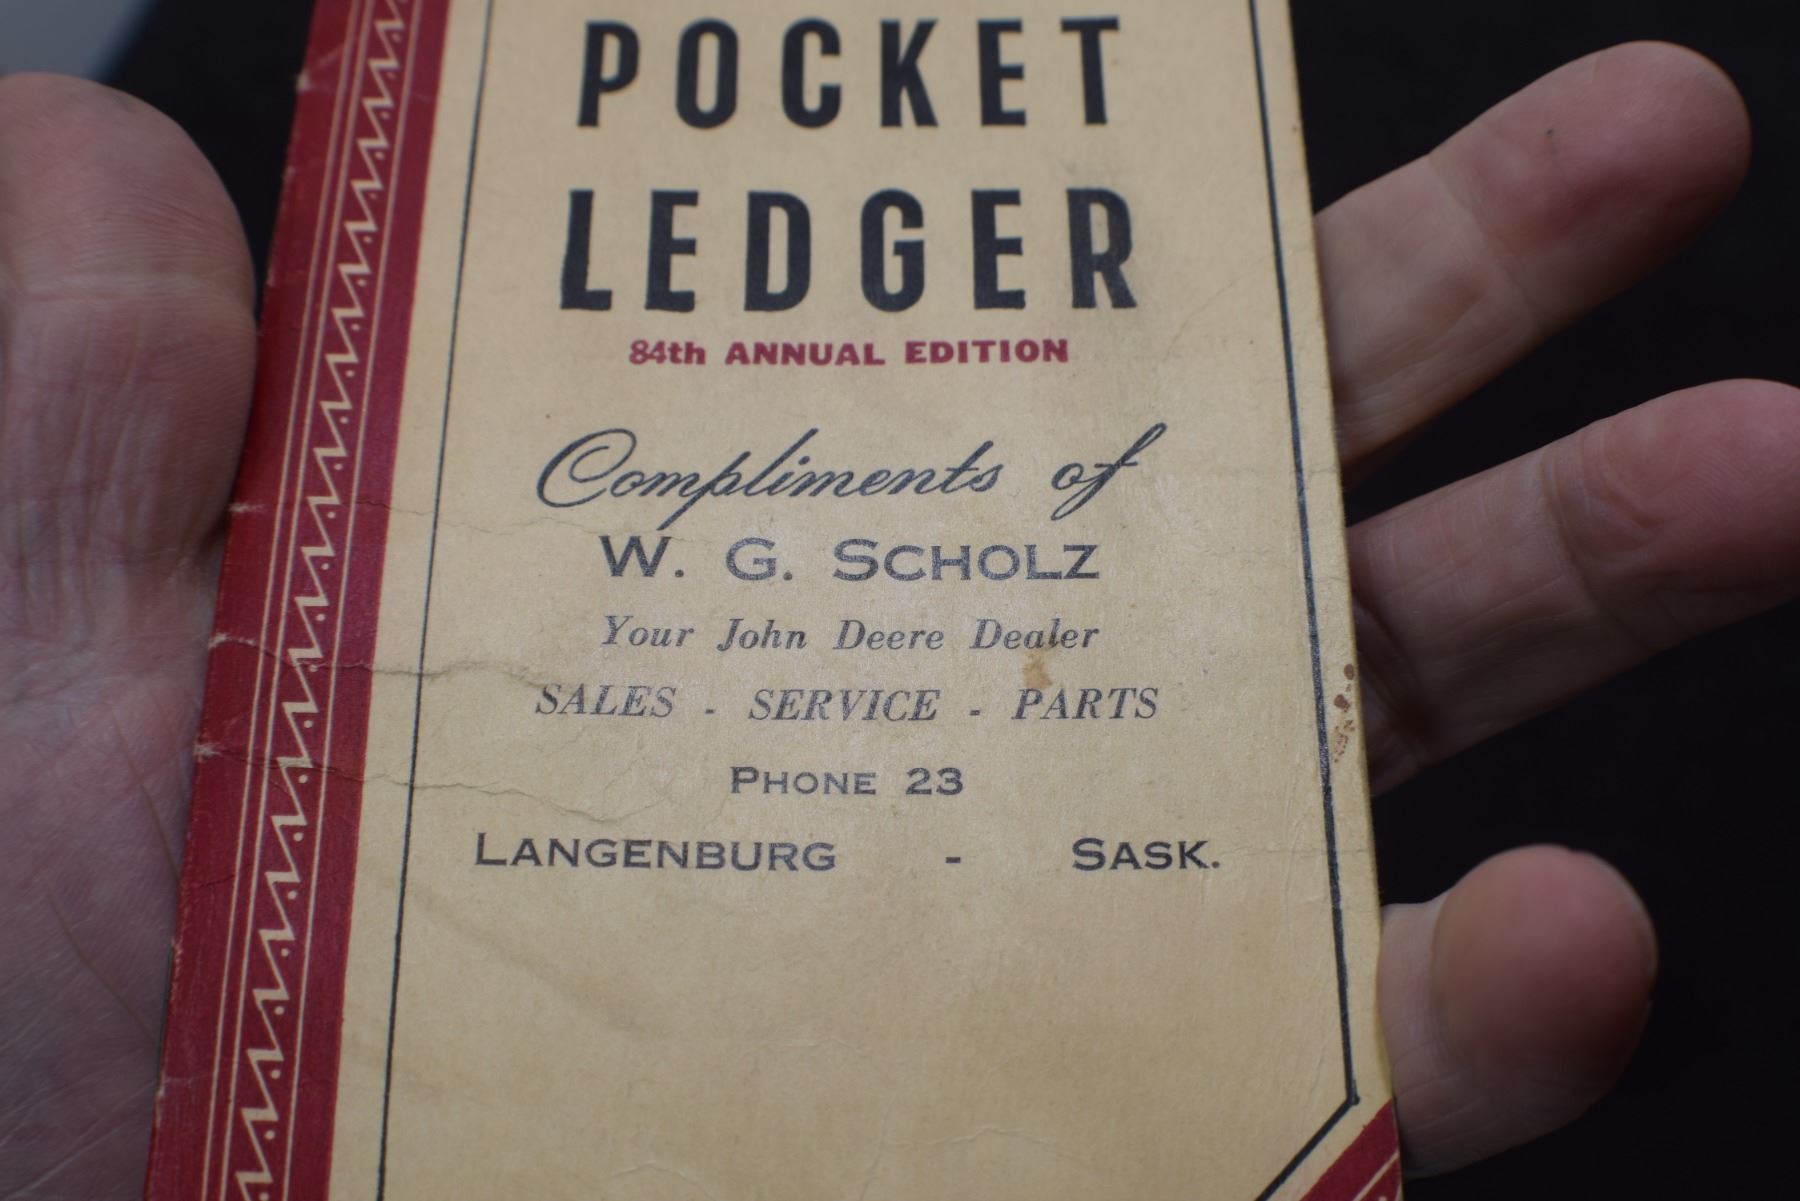 POCKET
LEDGER
84th ANNUAL EDITION
Compliments of
W. G. SCHOLZ
Your John Deere Dealer
SALES - SERVICE - PARTS
PHONE 23
LANGENBURG - SASK.